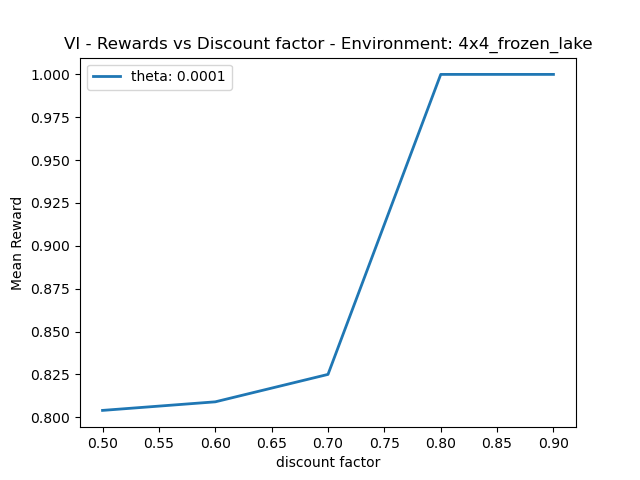 VI - Rewards vs Discount factor - Environment: 4x4_frozen_lake
theta: 0.0001
Mean Reward
1.000
0.975
0.950
0.925
0.900
0.875
0.850
0.825
0.800
0.50 0.55 0.60 0.65 0.70 0.75 0.80 0.85 0.90
discount factor